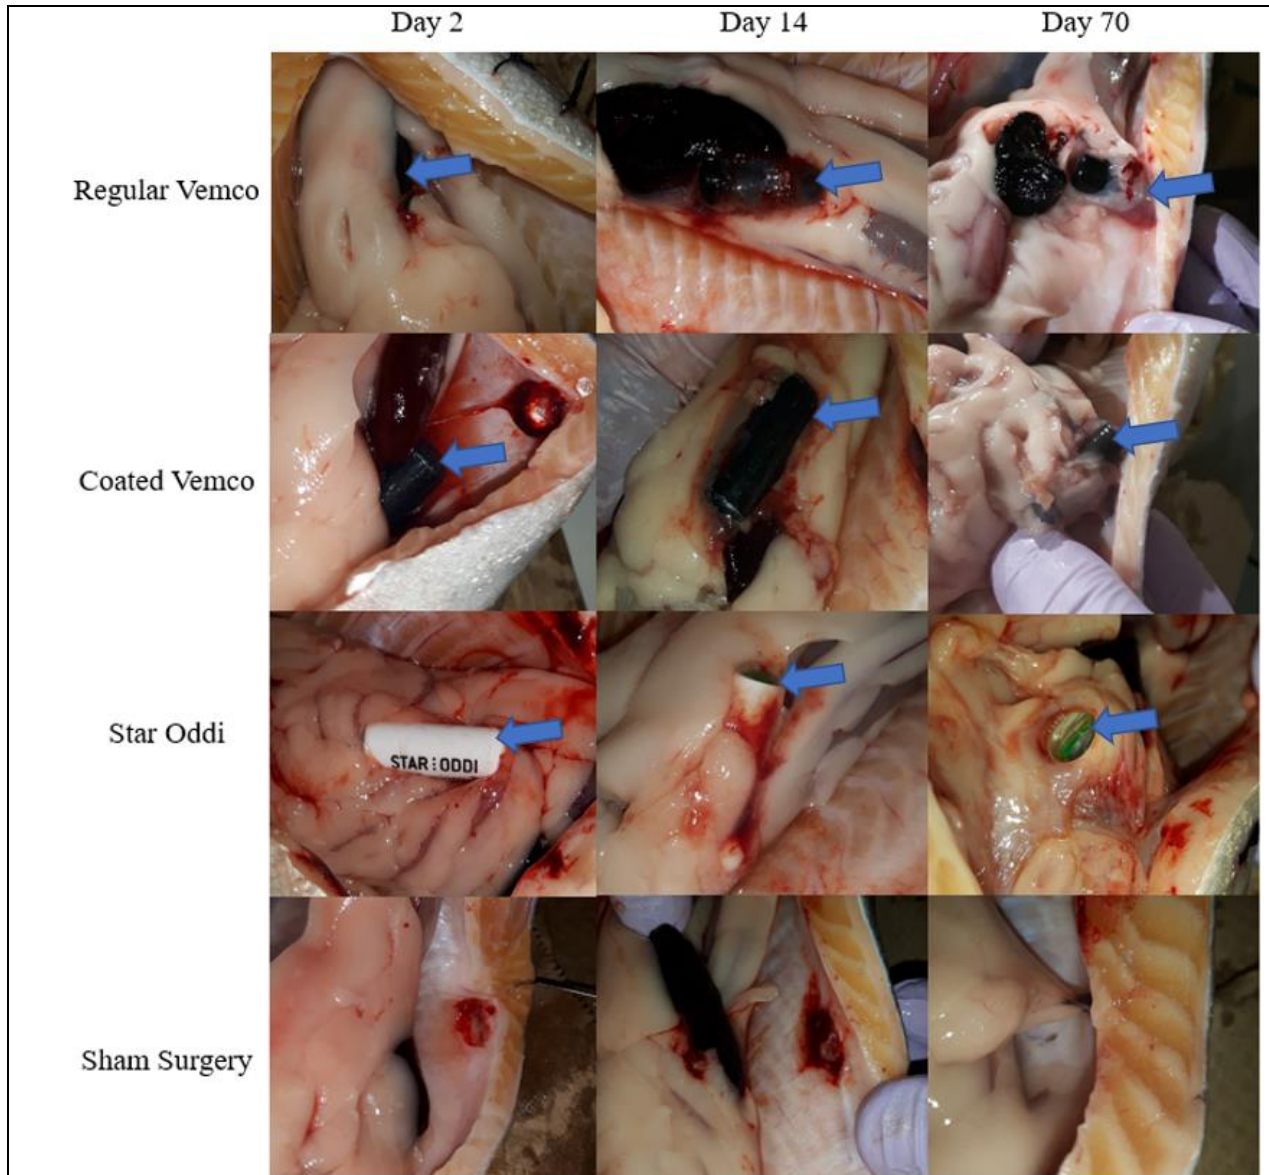 Day 2 Day 14 Day 70
Regular Vemco
Coated Vemco
Star Oddi
STAR⋮ODDI
Sham Surgery